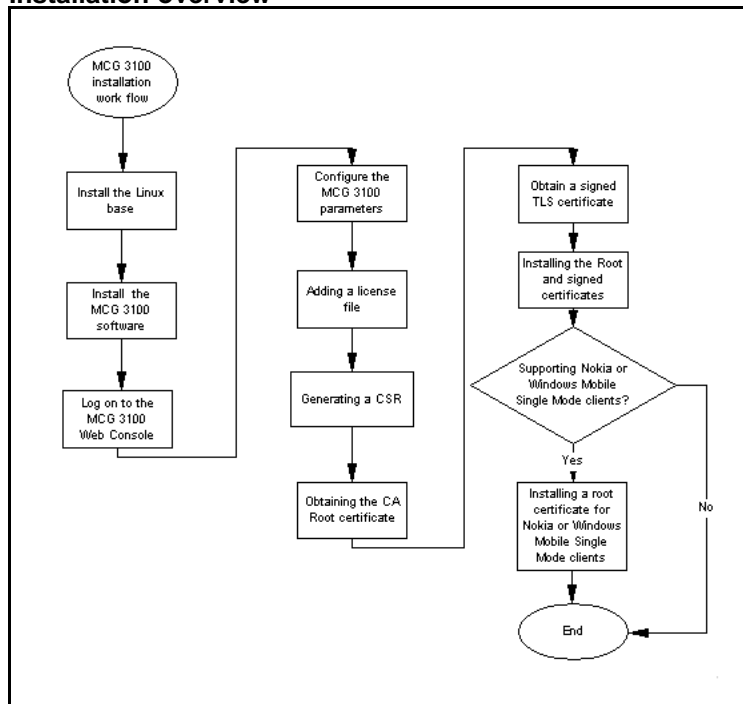 Installation overview
MCG 3100
installation
work flow
Install the Linux
base
Install the
MCG 3100
software
Log on to the
MCG 3100
Web Console
Configure the
MCG 3100
parameters
Adding a license
file
Generating a CSR
Obtaining the CA
Root certificate
Obtain a signed
TLS certificate
Installing the Root
and signed
certificates
Supporting Nokia or
Windows Mobile
Single Mode clients?
Yes
No
Installing a root
certificate for
Nokia or Windows
Mobile Single
Mode clients
End